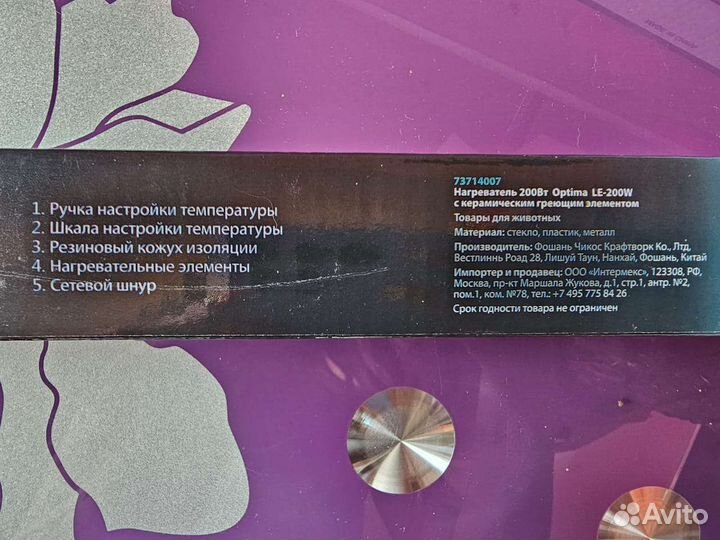 1. Ручка настройки температуры
2. Шкала настройки температуры
3. Резиновый кожух изоляции
4. Нагревательные элементы
5. Сетевой шнур
73714007
Нагреватель 200Вт Optima LE-200W
с керамическим греющим элементом
Товары для животных
Материал: стекло, пластик, металл
Производитель: Фошань Чикос Крафтворк Ко., Лтд,
Вестлиннь Роад 28, Лишуй Таун, Нанхай, Фошань, Китай
Импортер и продавец: ООО «Интермекс», 123308, РФ,
Москва, пр-кт Маршала Жукова, д.1, стр.1, антр. №2,
пом.1, ком. №78, тел.: +7 495 775 84 26
Срок годности товара не ограничен
Avito